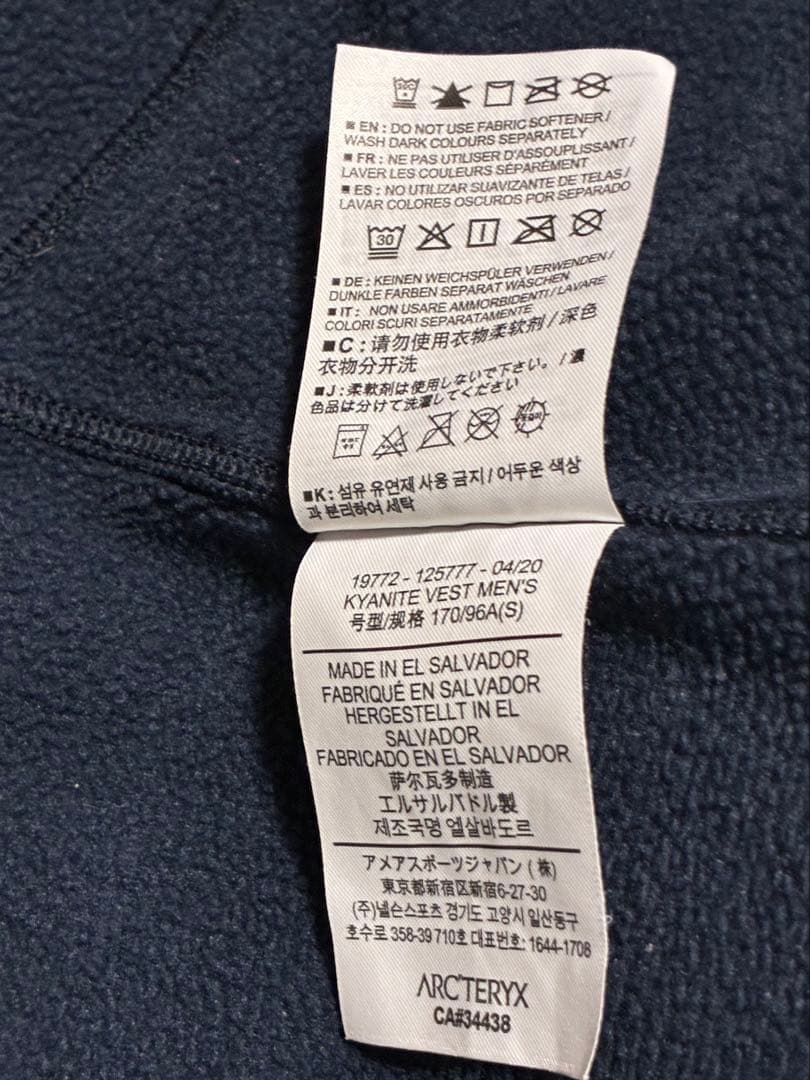 30C
■ EN : DO NOT USE FABRIC SOFTENER /
WASH DARK COLOURS SEPARATELY
■ FR : NE PAS UTILISER D'ASSOUPLISSANT /
LAVER LES COULEURS SÉPARÉMENT
■ ES : NO UTILIZAR SUAVIZANTE DE TELAS /
LAVAR COLORES OSCUROS POR SEPARADO
30
■ DE : KEINEN WEICHSPÜLER VERWENDEN /
DUNKLE FARBEN SEPARAT WASCHEN
■ IT : NON USARE AMMORBIDENTI / LAVARE
COLORI SCURI SEPARATAMENTE
■C : 请勿使用衣物柔软剂 / 深色
衣物分开洗
■J : 柔軟剤は使用しないで下さい。/ 濃
色品は分けて洗濯してください
■K : 섬유 유연제 사용 금지 / 어두운 색상
과 분리하여 세탁
19772 - 125777 - 04/20
KYANITE VEST MEN'S
号型/规格 170/96A(S)
MADE IN EL SALVADOR
FABRIQUÉ EN SALVADOR
HERGESTELLT IN EL
SALVADOR
FABRICADO EN EL SALVADOR
萨尔瓦多制造
エルサルバドル製
제조국명 엘살바도르
アメアスポーツジャパン (株)
東京都新宿区新宿6-27-30
(주)넬슨스포츠 경기도 고양시 일산동구
호수로 358-39 710호 대표번호: 1644-1708
ARC'TERYX
CA#34438